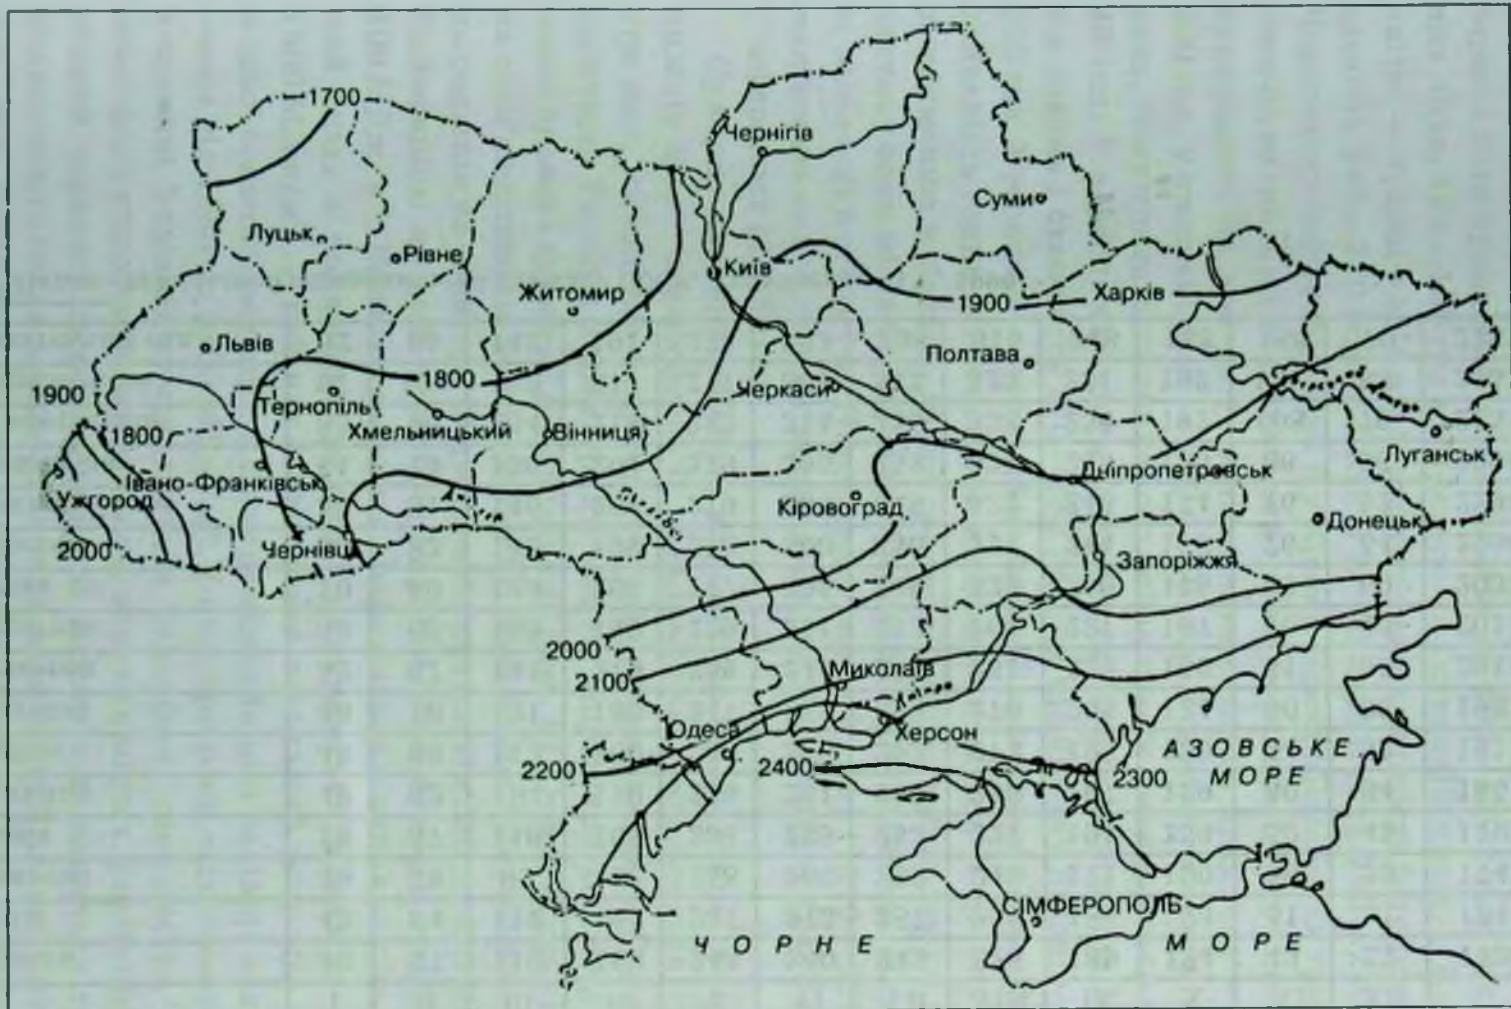 1700
Чернігів
Суми
Луцьк
Рівне
Київ
Житомир
1900
Харків
Львів
Полтава
1800
1900
Черкаси
Тернопіль
1800
Хмельницький
Вінниця
Луганськ
Івано-Франківськ
Дніпропетровськ
Ужгород
Кіровоград
Донецьк
2000
Чернівці
Запоріжжя
2000
Миколаїв
2100
Дніпро
Одеса
Херсон
АЗОВСЬКЕ
МОРЕ
2200
2400
2300
СІМФЕРОПОЛЬ
ЧОРНЕ МОРЕ